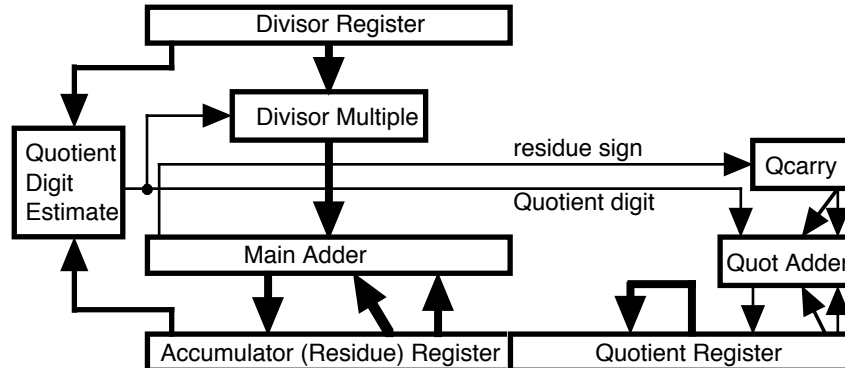 Divisor Register
Divisor Multiple
Quotient
Digit
Estimate
residue sign
Qcarry
Quotient digit
Main Adder
Quot Adder
Accumulator (Residue) Register
Quotient Register